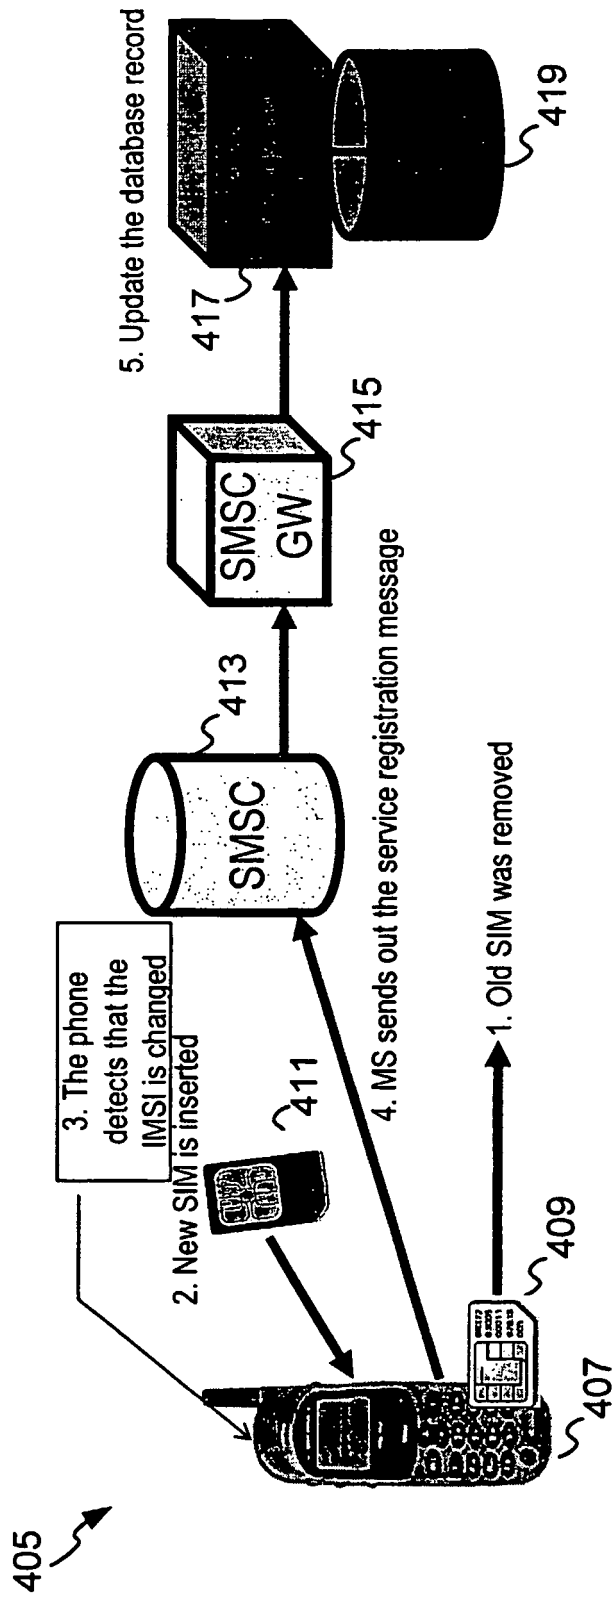 405
3. The phone
detects that the
IMSI is changed
2. New SIM is inserted
411
SMSC
413
SMSC
GW
415
5. Update the database record
417
419
4. MS sends out the service registration message
1. Old SIM was removed
409
407